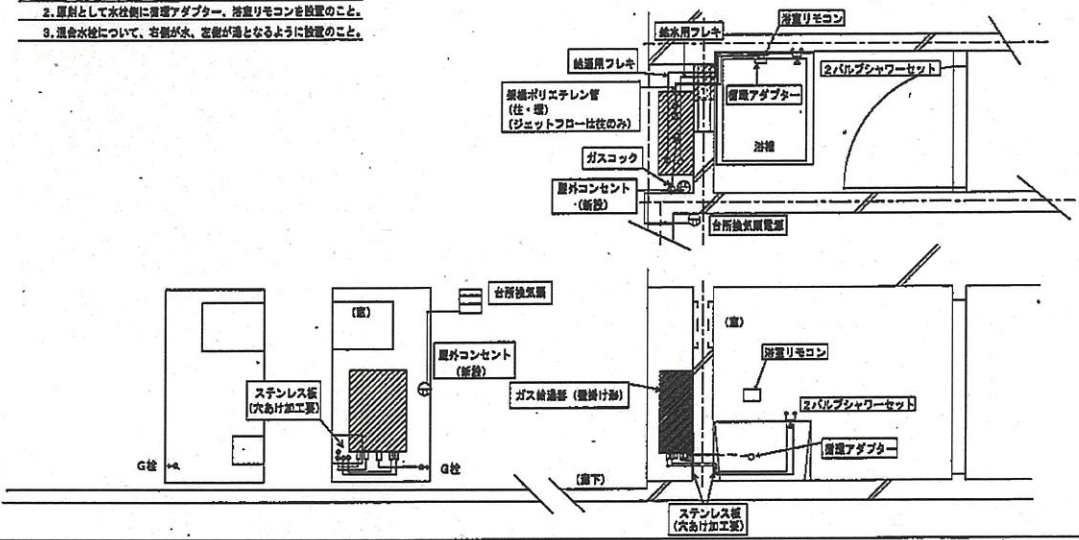 2. 原則として水栓側に循環アダプター、浴室リモコンを設置のこと。
3. 混合水栓について、右側が水、左側が湯となるように設置のこと。
浴室リモコン
給水用フレキ
給湯用フレキ
2バルブシャワーセット
架橋ポリエチレン管
(往・還)
(ジェットフローは往のみ)
循環アダプター
浴槽
ガスコック
屋外コンセント
(新設)
台所換気扇電源
台所換気扇
(窓)
屋外コンセント
(新設)
ステンレス板
(穴あけ加工要)
G栓
G栓
(窓)
浴室リモコン
ガス給湯器(壁掛け形)
2バルブシャワーセット
循環アダプター
(廊下)
ステンレス板
(穴あけ加工要)